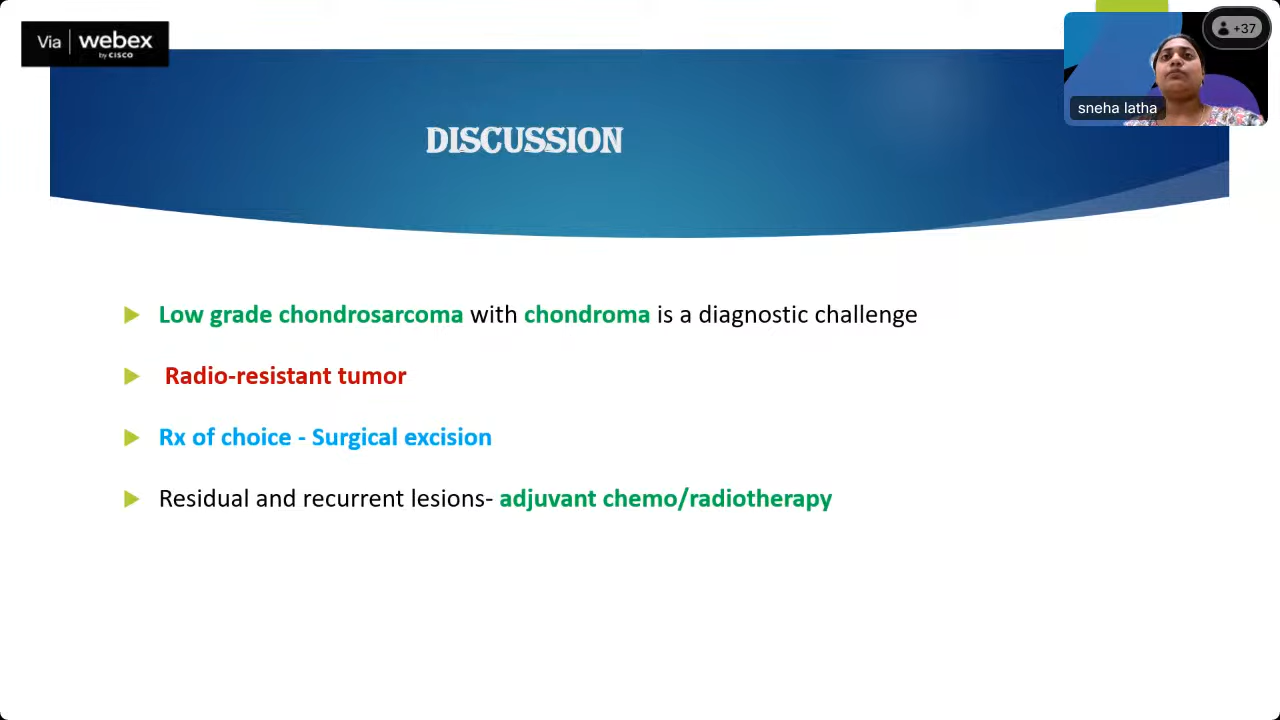 Via webex
by CISCO
+37
sneha latha
DISCUSSION
Low grade chondrosarcoma with chondroma is a diagnostic challenge
Radio-resistant tumor
Rx of choice - Surgical excision
Residual and recurrent lesions- adjuvant chemo/radiotherapy